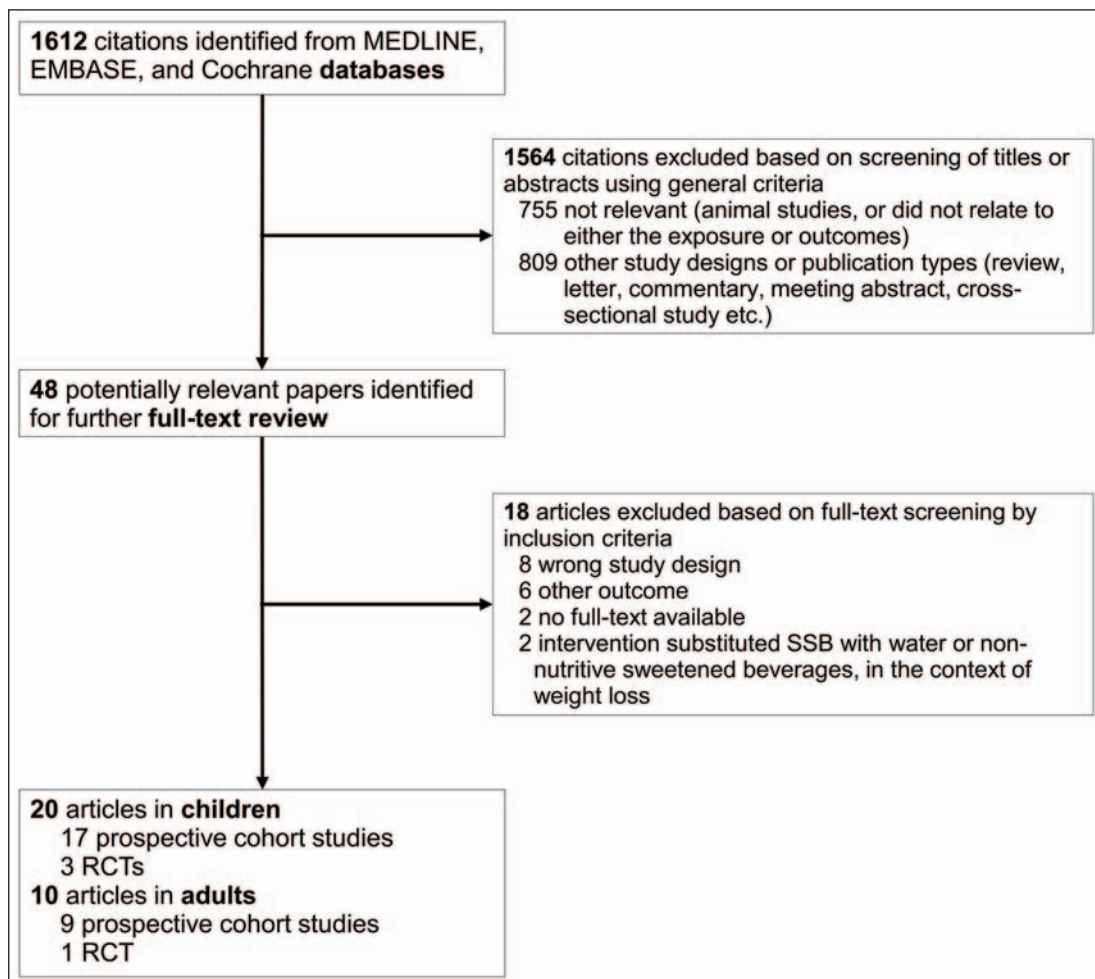 1612 citations identified from MEDLINE,
EMBASE, and Cochrane databases
1564 citations excluded based on screening of titles or
abstracts using general criteria
755 not relevant (animal studies, or did not relate to
either the exposure or outcomes)
809 other study designs or publication types (review,
letter, commentary, meeting abstract, cross-
sectional study etc.)
48 potentially relevant papers identified
for further full-text review
18 articles excluded based on full-text screening by
inclusion criteria
8 wrong study design
6 other outcome
2 no full-text available
2 intervention substituted SSB with water or non-
nutritive sweetened beverages, in the context of
weight loss
20 articles in children
17 prospective cohort studies
3 RCTs
10 articles in adults
9 prospective cohort studies
1 RCT